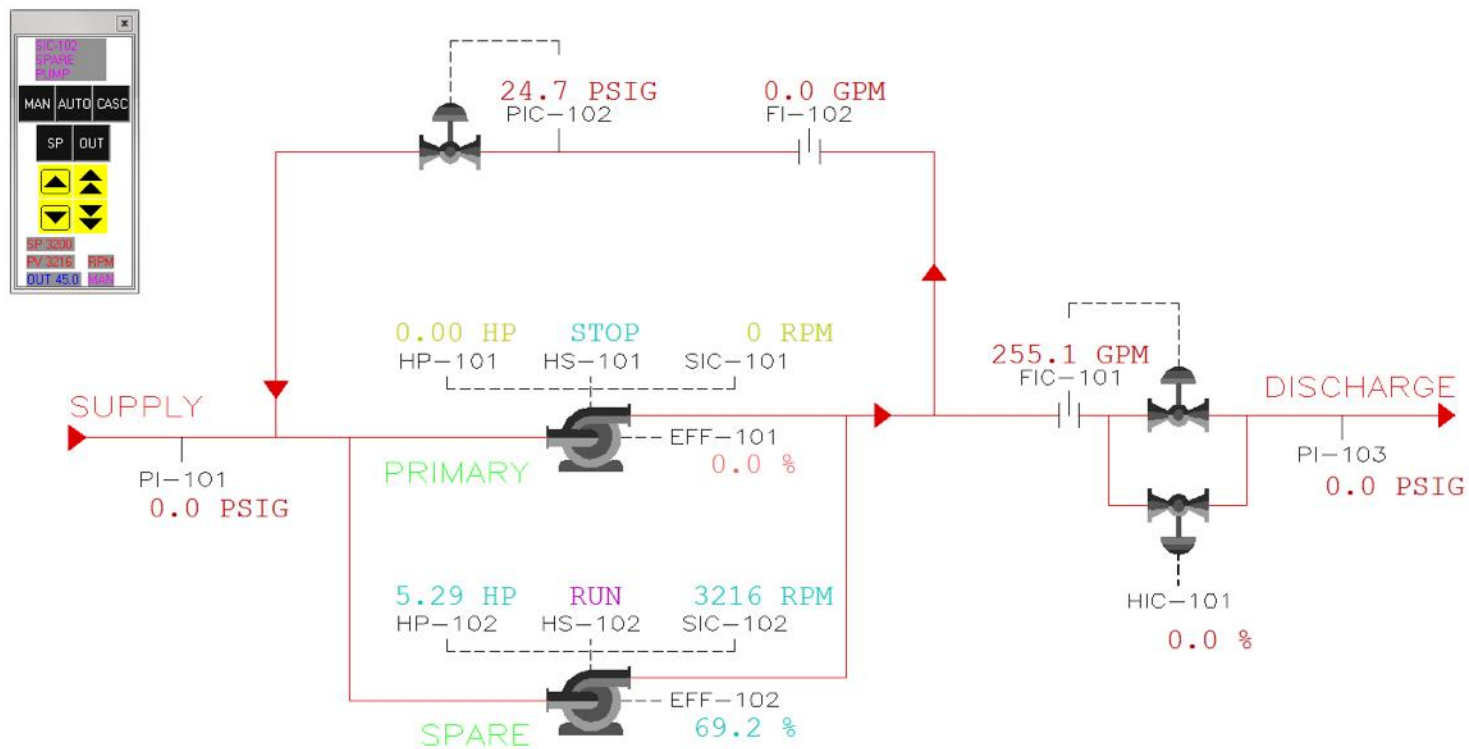 x
SIC-102
SPARE
PUMP
MAN AUTO CASC
SP OUT
SP 3200
PV 3216 RPM
OUT 45.0 MAN
24.7 PSIG 0.0 GPM
PIC-102 FI-102
0.00 HP STOP 0 RPM
HP-101 HS-101 SIC-101
255.1 GPM
FIC-101
SUPPLY
DISCHARGE
EFF-101
0.0 %
PRIMARY
PI-101
0.0 PSIG
PI-103
0.0 PSIG
5.29 HP RUN 3216 RPM
HP-102 HS-102 SIC-102
HIC-101
0.0 %
EFF-102
69.2 %
SPARE